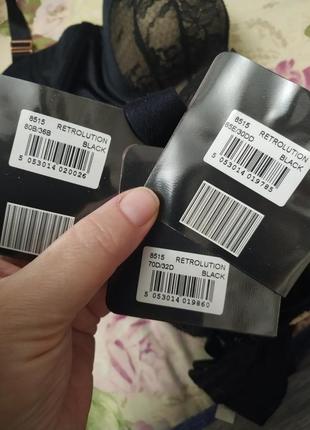 8515 RETROLUTION
80B/36B BLACK
5 053014 020026
8515 RETROLUTION
65E/30DD BLACK
5 053014 019785
8515 RETROLUTION
70D/32D BLACK
5 053014 019860